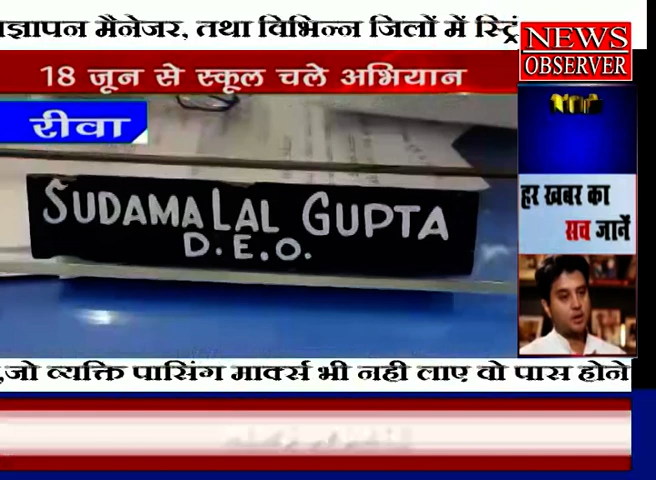 ज्ञापन मैनेजर, तथा विभिन्न जिलों में स्ट्रिं
NEWS
OBSERVER
18 जून से स्कूल चले अभियान
रीवा
SUDAMA LAL GUPTA
D.E.O.
हर खबर का
सच जानें
,जो व्यक्ति पासिंग मार्क्स भी नही लाए वो पास होने